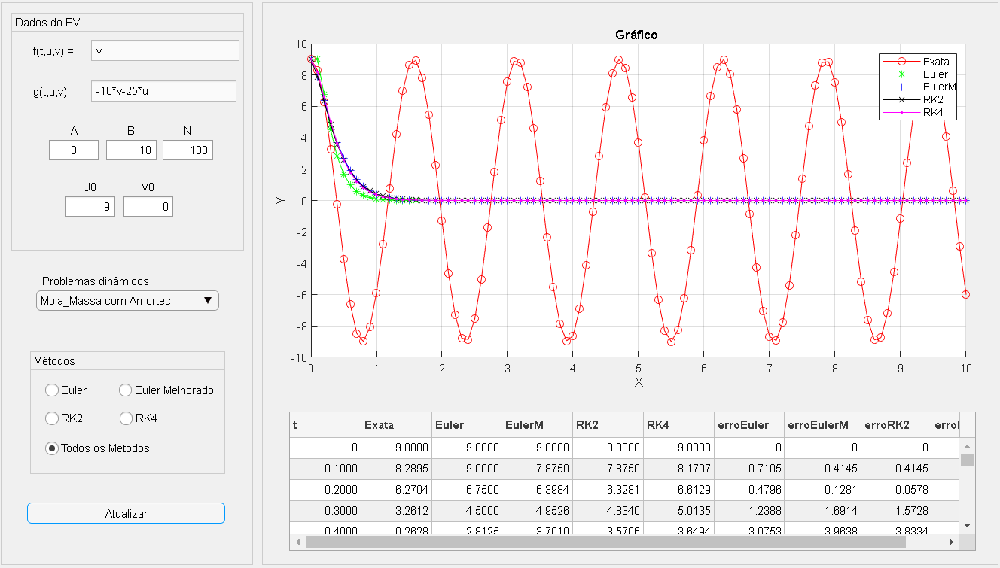 Dados do PVI
f(t,u,v) = v
g(t,u,v)= -10*v-25*u
A B N
0 10 100
U0 V0
9 0
Problemas dinâmicos
Mola_Massa com Amorteci...
Métodos
Euler Euler Melhorado
RK2 RK4
Todos os Métodos
Atualizar
Gráfico
10
8
6
4
2
0
-2
-4
-6
-8
-10
Y
0 1 2 3 4 5 6 7 8 9 10
X
Exata
Euler
EulerM
RK2
RK4
t Exata Euler EulerM RK2 RK4 erroEuler erroEulerM erroRK2 erro
0 9.0000 9.0000 9.0000 9.0000 9.0000 0 0 0
0.1000 8.2895 9.0000 7.8750 7.8750 8.1797 0.7105 0.4145 0.4145
0.2000 6.2704 6.7500 6.3984 6.3281 6.6129 0.4796 0.1281 0.0578
0.3000 3.2612 4.5000 4.9526 4.8340 5.0135 1.2388 1.6914 1.5728
0.4000 -0.2628 2.8125 3.7010 3.5706 3.6494 3.0753 3.9638 3.8334